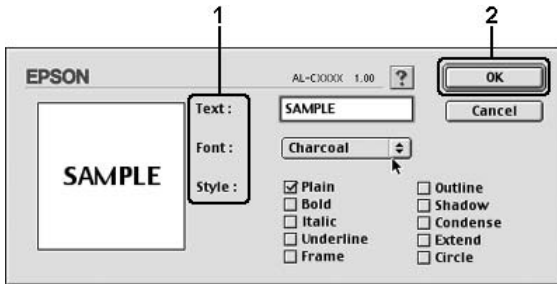 1
2
EPSON
AL-CXXXX 1.00
?
OK
Text :
SAMPLE
Cancel
Font :
Charcoal
SAMPLE
Style :
Plain
Outline
Bold
Shadow
Italic
Condense
Underline
Extend
Frame
Circle